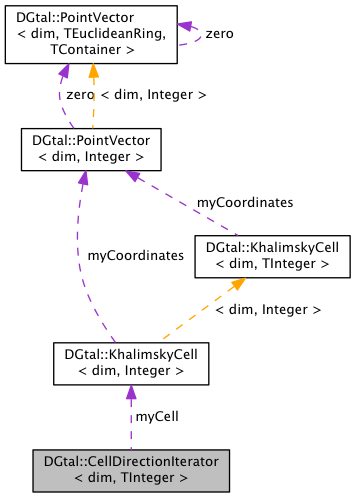 DGtal::PointVector
< dim, TEuclideanRing,
TContainer >
zero
zero
< dim, Integer >
DGtal::PointVector
< dim, Integer >
myCoordinates
myCoordinates
DGtal::KhalimskyCell
< dim, TInteger >
< dim, Integer >
DGtal::KhalimskyCell
< dim, Integer >
myCell
DGtal::CellDirectionIterator
< dim, TInteger >